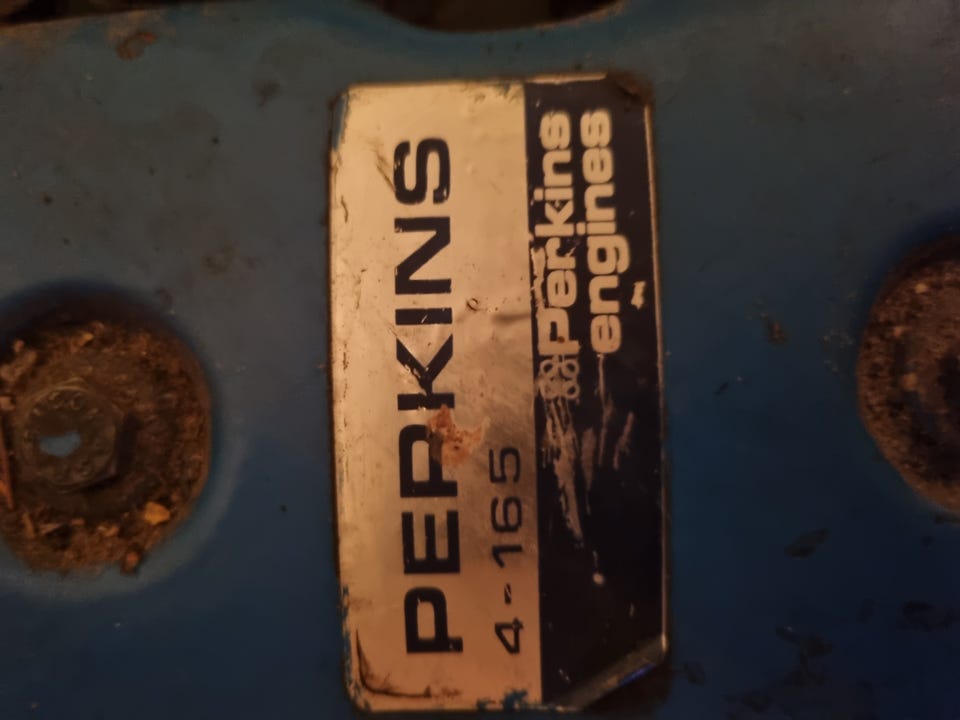 PERKINS
4-165
Perkins
engines